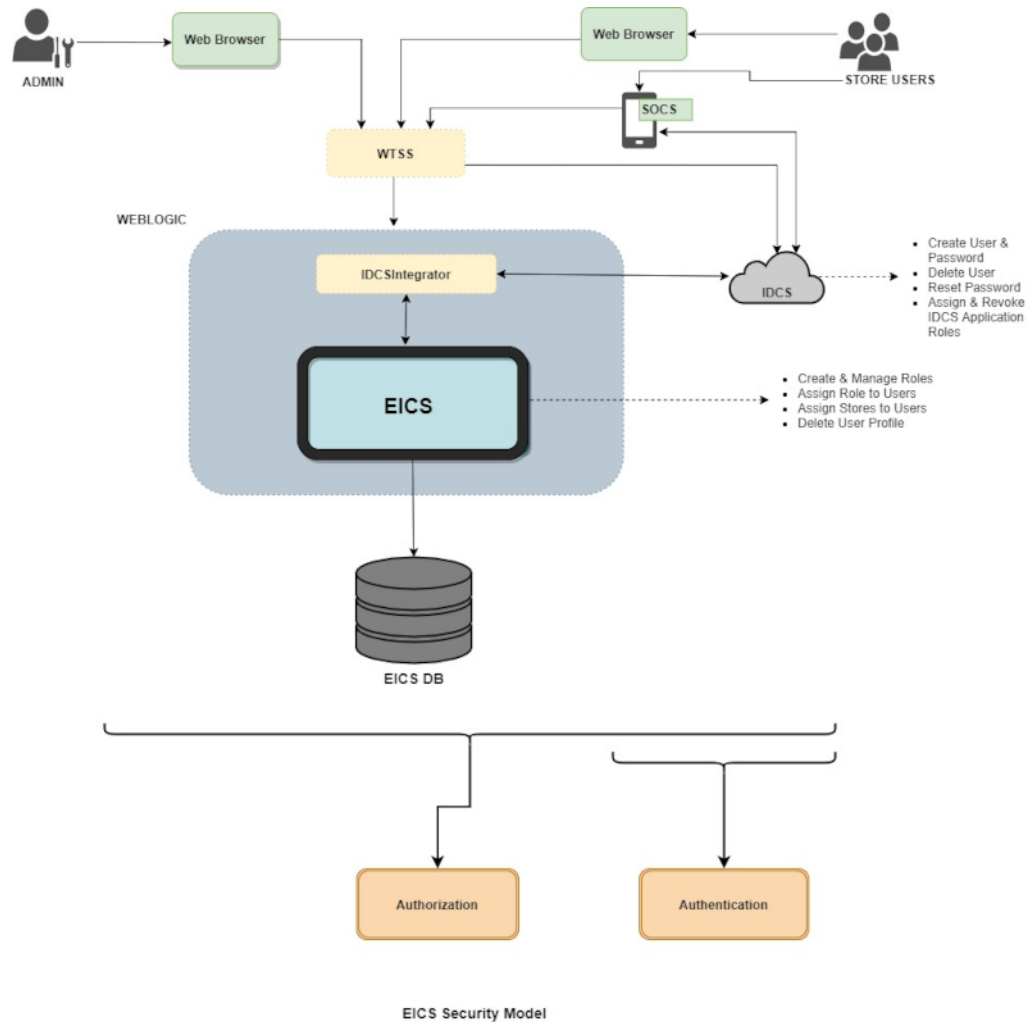 Web Browser
Web Browser
ADMIN
STORE USERS
SOCS
WTSS
WEBLOGIC
IDCSIntegrator
IDCS
▪ Create User &
Password
▪ Delete User
▪ Reset Password
▪ Assign & Revoke
IDCS Application
Roles
EICS
▪ Create & Manage Roles
▪ Assign Role to Users
▪ Assign Stores to Users
▪ Delete User Profile
EICS DB
Authorization
Authentication
EICS Security Model